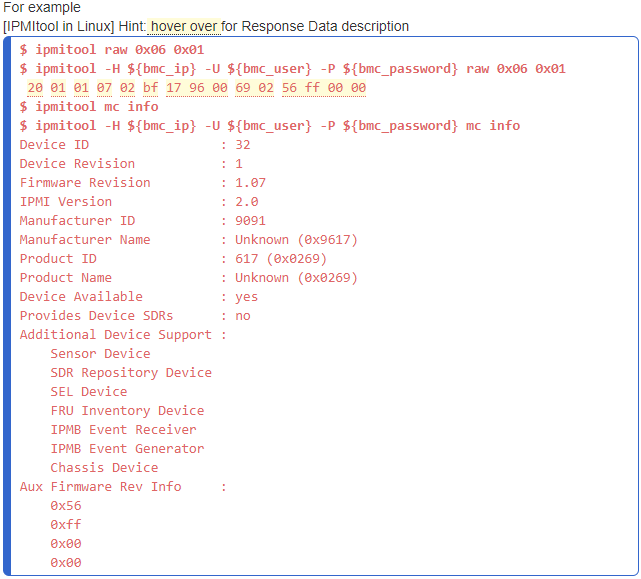 For example
[IPMItool in Linux] Hint: hover over for Response Data description
$ ipmitool raw 0x06 0x01
$ ipmitool -H ${bmc_ip} -U ${bmc_user} -P ${bmc_password} raw 0x06 0x01
20 01 01 07 02 bf 17 96 00 69 02 56 ff 00 00
$ ipmitool mc info
$ ipmitool -H ${bmc_ip} -U ${bmc_user} -P ${bmc_password} mc info
Device ID : 32
Device Revision : 1
Firmware Revision : 1.07
IPMI Version : 2.0
Manufacturer ID : 9091
Manufacturer Name : Unknown (0x9617)
Product ID : 617 (0x0269)
Product Name : Unknown (0x0269)
Device Available : yes
Provides Device SDRs : no
Additional Device Support :
Sensor Device
SDR Repository Device
SEL Device
FRU Inventory Device
IPMB Event Receiver
IPMB Event Generator
Chassis Device
Aux Firmware Rev Info :
0x56
0xff
0x00
0x00